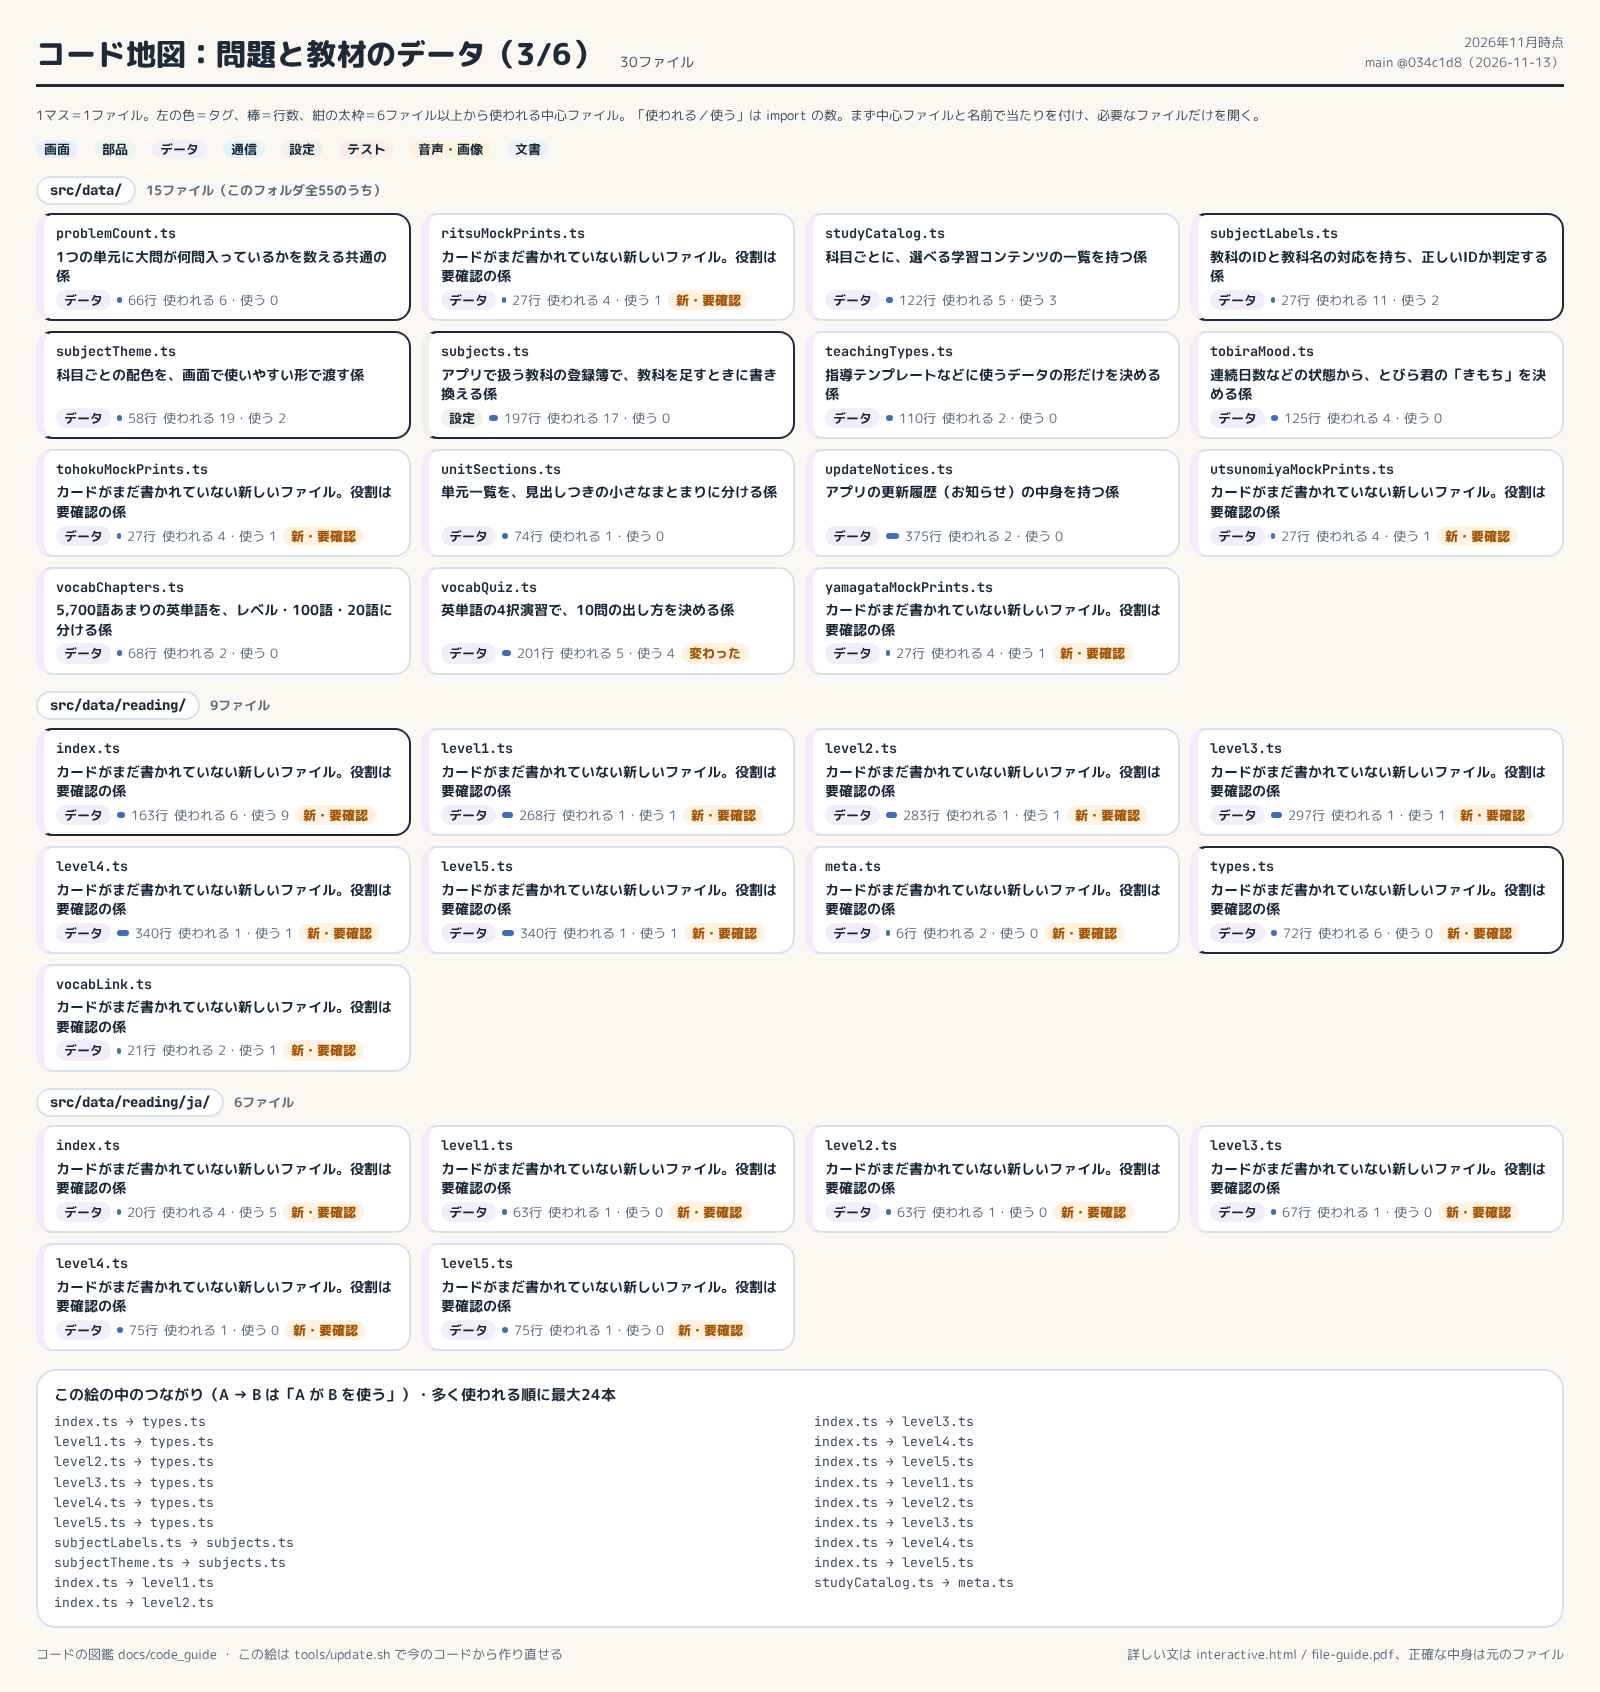 コード地図：問題と教材のデータ（3/6） 30ファイル
2026年11月時点
main @034c1d8（2026-11-13）
1マス＝1ファイル。左の色＝タグ、棒＝行数、紺の太枠＝6ファイル以上から使われる中心ファイル。「使われる／使う」は import の数。まず中心ファイルと名前で当たりを付け、必要なファイルだけを開く。
画面 部品 データ 通信 設定 テスト 音声・画像 文書
src/data/ 15ファイル（このフォルダ全55のうち）
problemCount.ts
1つの単元に大問が何問入っているかを数える共通の
係
データ 66行 使われる 6 · 使う 0
ritsuMockPrints.ts
カードがまだ書かれていない新しいファイル。役割は
要確認の係
データ 27行 使われる 4 · 使う 1 新・要確認
studyCatalog.ts
科目ごとに、選べる学習コンテンツの一覧を持つ係
データ 122行 使われる 5 · 使う 3
subjectLabels.ts
教科のIDと教科名の対応を持ち、正しいIDか判定する
係
データ 27行 使われる 11 · 使う 2
subjectTheme.ts
科目ごとの配色を、画面で使いやすい形で渡す係
データ 58行 使われる 19 · 使う 2
subjects.ts
アプリで扱う教科の登録簿で、教科を足すときに書き
換える係
設定 197行 使われる 17 · 使う 0
teachingTypes.ts
指導テンプレートなどに使うデータの形だけを決める
係
データ 110行 使われる 2 · 使う 0
tobiraMood.ts
連続日数などの状態から、とびら君の「きもち」を決
める係
データ 125行 使われる 4 · 使う 0
tohokuMockPrints.ts
カードがまだ書かれていない新しいファイル。役割は
要確認の係
データ 27行 使われる 4 · 使う 1 新・要確認
unitSections.ts
単元一覧を、見出しつきの小さなまとまりに分ける係
データ 74行 使われる 1 · 使う 0
updateNotices.ts
アプリの更新履歴（お知らせ）の中身を持つ係
データ 375行 使われる 2 · 使う 0
utsunomiyaMockPrints.ts
カードがまだ書かれていない新しいファイル。役割は
要確認の係
データ 27行 使われる 4 · 使う 1 新・要確認
vocabChapters.ts
5,700語あまりの英単語を、レベル・100語・20語に
分ける係
データ 68行 使われる 2 · 使う 0
vocabQuiz.ts
英単語の4択演習で、10問の出し方を決める係
データ 201行 使われる 5 · 使う 4 変わった
yamagataMockPrints.ts
カードがまだ書かれていない新しいファイル。役割は
要確認の係
データ 27行 使われる 4 · 使う 1 新・要確認
src/data/reading/ 9ファイル
index.ts
カードがまだ書かれていない新しいファイル。役割は
要確認の係
データ 163行 使われる 6 · 使う 9 新・要確認
level1.ts
カードがまだ書かれていない新しいファイル。役割は
要確認の係
データ 268行 使われる 1 · 使う 1 新・要確認
level2.ts
カードがまだ書かれていない新しいファイル。役割は
要確認の係
データ 283行 使われる 1 · 使う 1 新・要確認
level3.ts
カードがまだ書かれていない新しいファイル。役割は
要確認の係
データ 297行 使われる 1 · 使う 1 新・要確認
level4.ts
カードがまだ書かれていない新しいファイル。役割は
要確認の係
データ 340行 使われる 1 · 使う 1 新・要確認
level5.ts
カードがまだ書かれていない新しいファイル。役割は
要確認の係
データ 340行 使われる 1 · 使う 1 新・要確認
meta.ts
カードがまだ書かれていない新しいファイル。役割は
要確認の係
データ 6行 使われる 2 · 使う 0 新・要確認
types.ts
カードがまだ書かれていない新しいファイル。役割は
要確認の係
データ 72行 使われる 6 · 使う 0 新・要確認
vocabLink.ts
カードがまだ書かれていない新しいファイル。役割は
要確認の係
データ 21行 使われる 2 · 使う 1 新・要確認
src/data/reading/ja/ 6ファイル
index.ts
カードがまだ書かれていない新しいファイル。役割は
要確認の係
データ 20行 使われる 4 · 使う 5 新・要確認
level1.ts
カードがまだ書かれていない新しいファイル。役割は
要確認の係
データ 63行 使われる 1 · 使う 0 新・要確認
level2.ts
カードがまだ書かれていない新しいファイル。役割は
要確認の係
データ 63行 使われる 1 · 使う 0 新・要確認
level3.ts
カードがまだ書かれていない新しいファイル。役割は
要確認の係
データ 67行 使われる 1 · 使う 0 新・要確認
level4.ts
カードがまだ書かれていない新しいファイル。役割は
要確認の係
データ 75行 使われる 1 · 使う 0 新・要確認
level5.ts
カードがまだ書かれていない新しいファイル。役割は
要確認の係
データ 75行 使われる 1 · 使う 0 新・要確認
この絵の中のつながり（A → B は「A が B を使う」）・多く使われる順に最大24本
index.ts → types.ts
level1.ts → types.ts
level2.ts → types.ts
level3.ts → types.ts
level4.ts → types.ts
level5.ts → types.ts
subjectLabels.ts → subjects.ts
subjectTheme.ts → subjects.ts
index.ts → level1.ts
index.ts → level2.ts
index.ts → level3.ts
index.ts → level4.ts
index.ts → level5.ts
index.ts → level1.ts
index.ts → level2.ts
index.ts → level3.ts
index.ts → level4.ts
index.ts → level5.ts
studyCatalog.ts → meta.ts
コードの図鑑 docs/code_guide ・ この絵は tools/update.sh で今のコードから作り直せる
詳しい文は interactive.html / file-guide.pdf、正確な中身は元のファイル